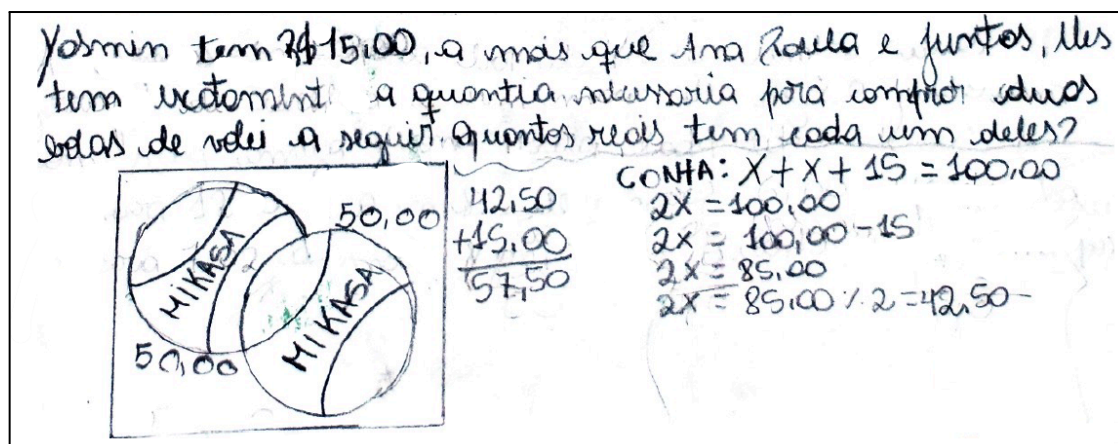 Yasmin tem R$ 15,00, a mais que Ana Paula e juntos, eles
tem exatament a quantia necessaria pora comprar duas
bolas de volei a seguir. quantos reais tem cada um deles?
CONTA: X + X + 15 = 100,00
2X = 100,00
2X = 100,00 - 15
2X = 85,00
2X = 85,00 % 2 = 42,50
42,50
+15,00
57,50
50,00
MIKASA
MIKASA
50,00